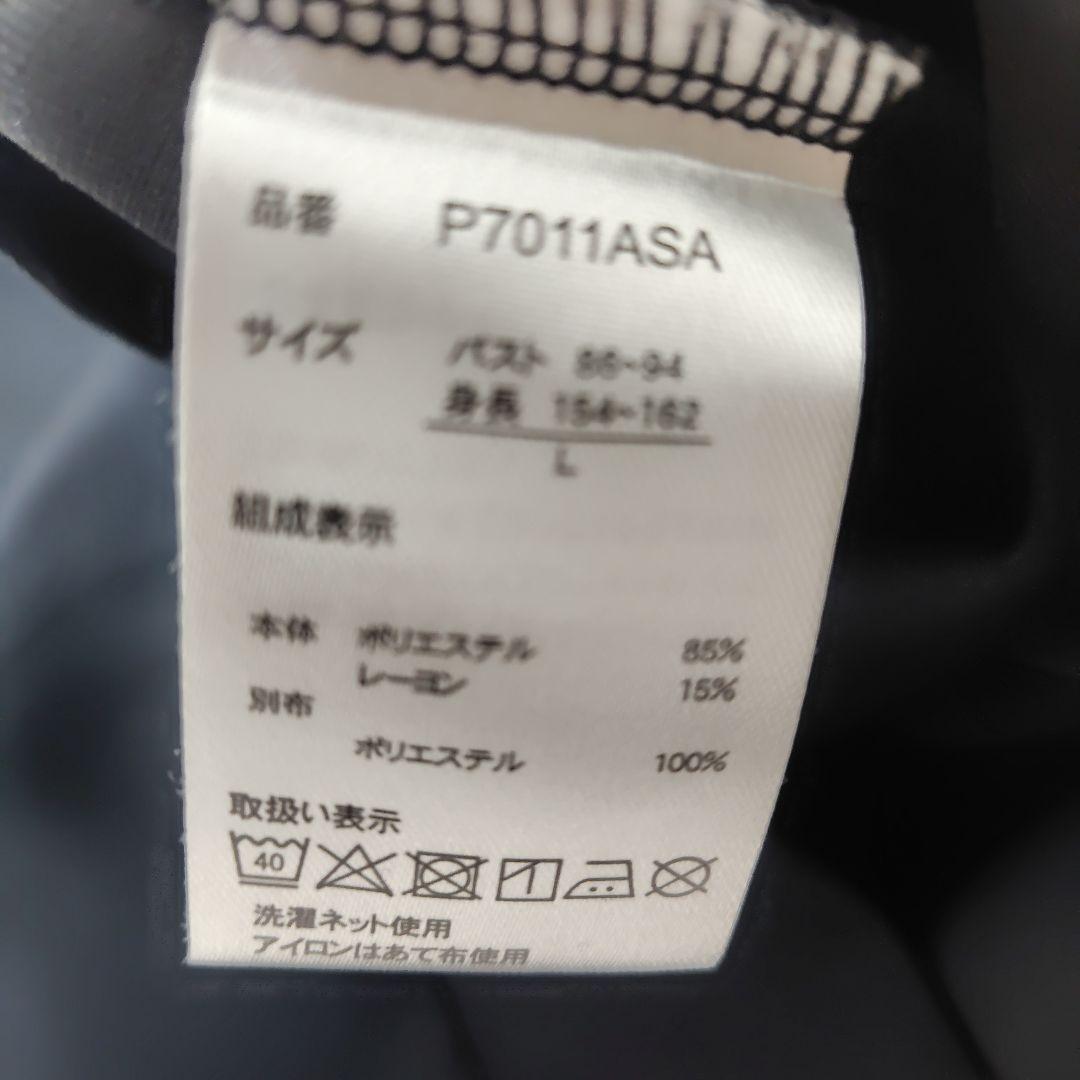 品番 P7011ASA
サイズ バスト 86~94
身長 154~162
L
組成表示
本体 ポリエステル 85%
レーヨン 15%
別布
ポリエステル 100%
取扱い表示
40
洗濯ネット使用
アイロンはあて布使用